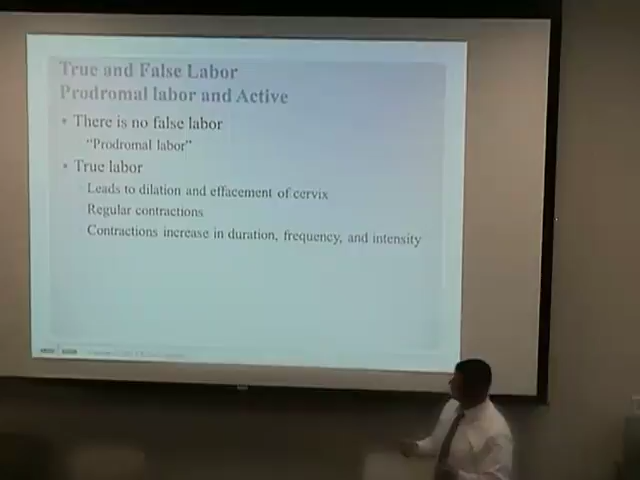 True and False Labor
Prodromal labor and Active
• There is no false labor
"Prodromal labor"
• True labor
Leads to dilation and effacement of cervix
Regular contractions
Contractions increase in duration, frequency, and intensity